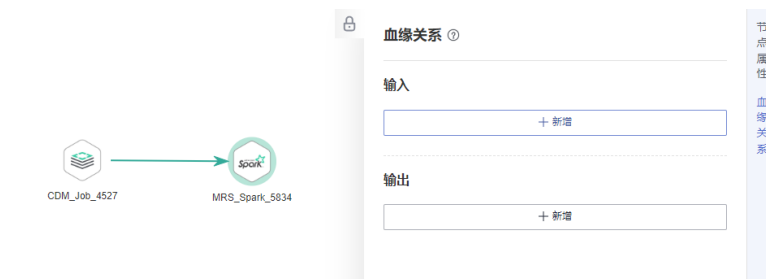 血缘关系
输入
+ 新增
输出
+ 新增
Spark
CDM_Job_4527
MRS_Spark_5834
节点属性
血缘关系